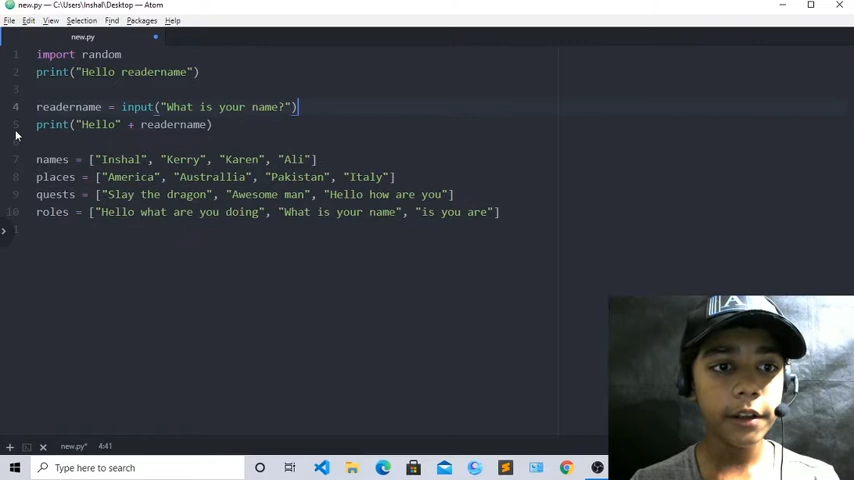 new.py — C:\Users\Inshal\Desktop — Atom
File Edit View Selection Find Packages Help
new.py
1 import random
2 print("Hello readername")
3
4 readername = input("What is your name?")
5 print("Hello" + readername)
6
7 names = ["Inshal", "Kerry", "Karen", "Ali"]
8 places = ["America", "Australlia", "Pakistan", "Italy"]
9 quests = ["Slay the dragon", "Awesome man", "Hello how are you"]
10 roles = ["Hello what are you doing", "What is your name", "is you are"]
1
A
new.py* 4:41
Type here to search